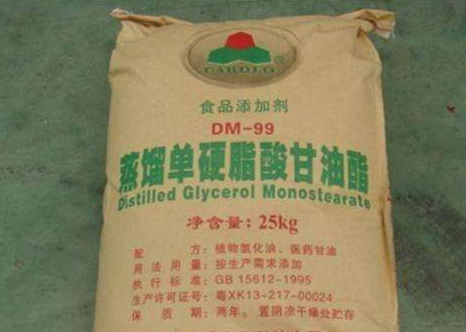 CARDLO®
食品添加剂
DM-99
蒸馏单硬脂酸甘油酯
Distilled Glycerol Monostearate
净含量：25kg
配 方：植物氢化油、医药甘油
用 法 用 量：按生产需求添加
执 行 标 准：GB 15612-1995
生产许可证号：粤XK13-217-00024
保 质 期：两年。置阴凉干燥处贮存